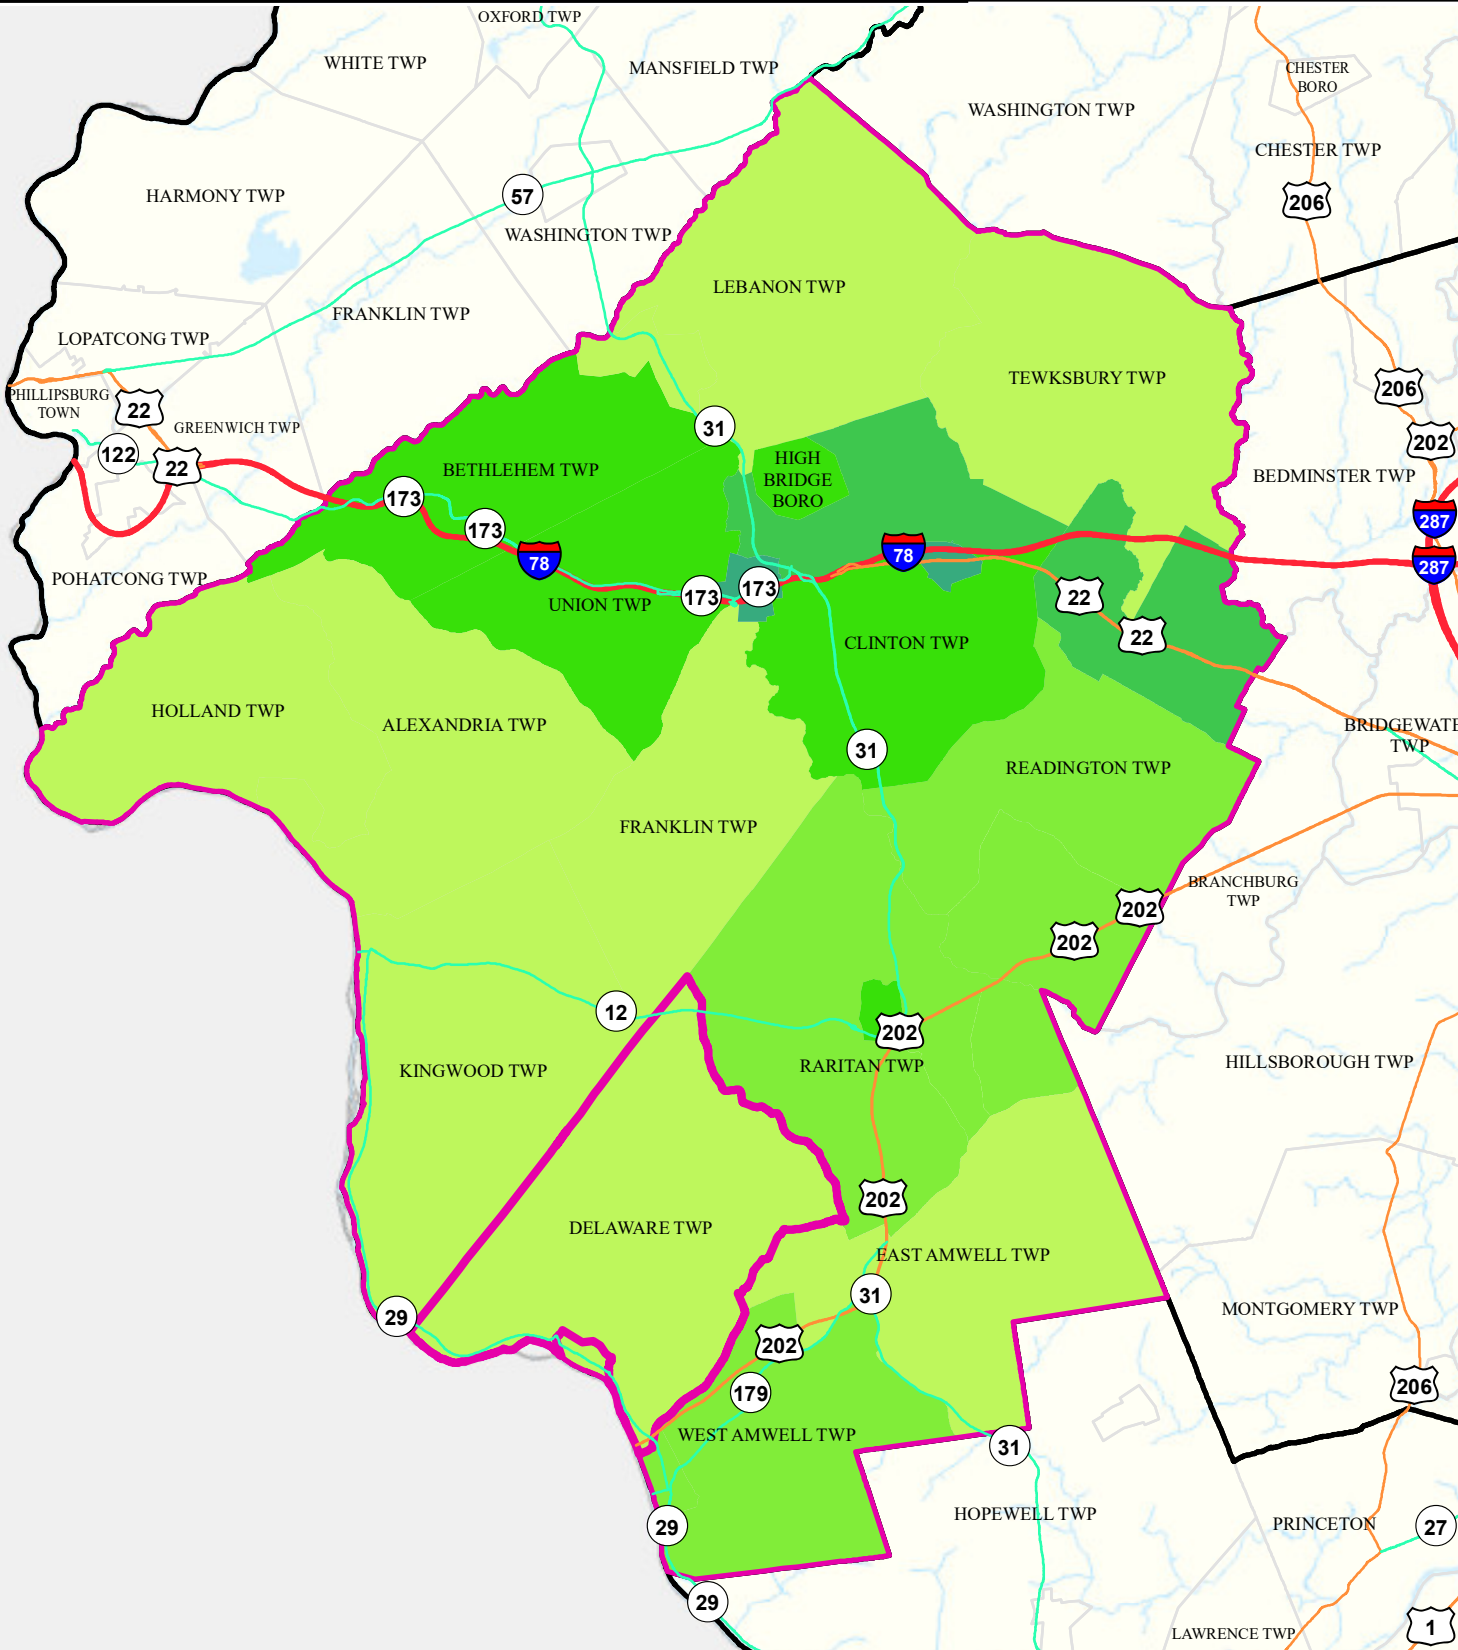 OXFORD TWP
WHITE TWP
MANSFIELD TWP
CHESTER
BORO
WASHINGTON TWP
CHESTER TWP
HARMONY TWP
57
206
WASHINGTON TWP
LEBANON TWP
FRANKLIN TWP
LOPATCONG TWP
TEWKSBURY TWP
206
PHILLIPSBURG
TOWN
22
GREENWICH TWP
31
202
122
22
BETHLEHEM TWP
HIGH
BRIDGE
BORO
BEDMINSTER TWP
173
173
287
78
78
287
POHATCONG TWP
UNION TWP
173
173
22
22
CLINTON TWP
HOLLAND TWP
ALEXANDRIA TWP
BRIDGEWATE
TWP
31
READINGTON TWP
FRANKLIN TWP
BRANCHBURG
TWP
202
202
12
202
RARITAN TWP
HILLSBOROUGH TWP
KINGWOOD TWP
202
DELAWARE TWP
EAST AMWELL TWP
31
29
MONTGOMERY TWP
202
179
206
WEST AMWELL TWP
31
HOPEWELL TWP
29
PRINCETON
27
29
LAWRENCE TWP
1